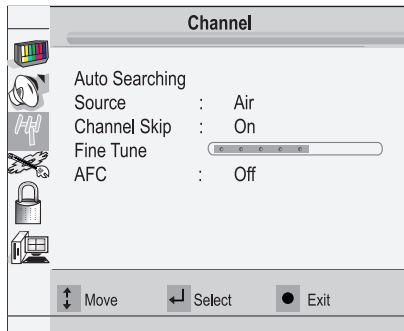 Channel
Auto Searching
Source : Air
Channel Skip : On
Fine Tune
AFC : Off
Move Select Exit